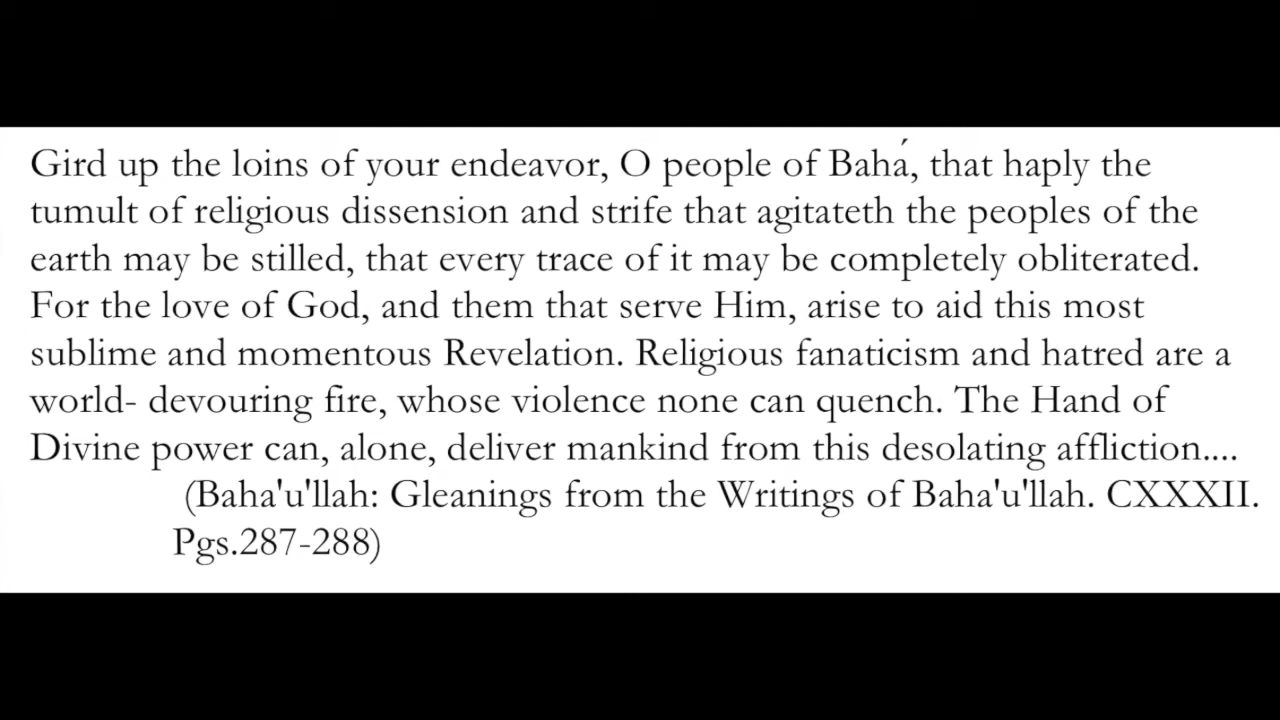 Gird up the loins of your endeavor, O people of Bahá, that haply the
tumult of religious dissension and strife that agitateth the peoples of the
earth may be stilled, that every trace of it may be completely obliterated.
For the love of God, and them that serve Him, arise to aid this most
sublime and momentous Revelation. Religious fanaticism and hatred are a
world- devouring fire, whose violence none can quench. The Hand of
Divine power can, alone, deliver mankind from this desolating affliction....
(Baha'u'llah: Gleanings from the Writings of Baha'u'llah. CXXXII.
Pgs.287-288)